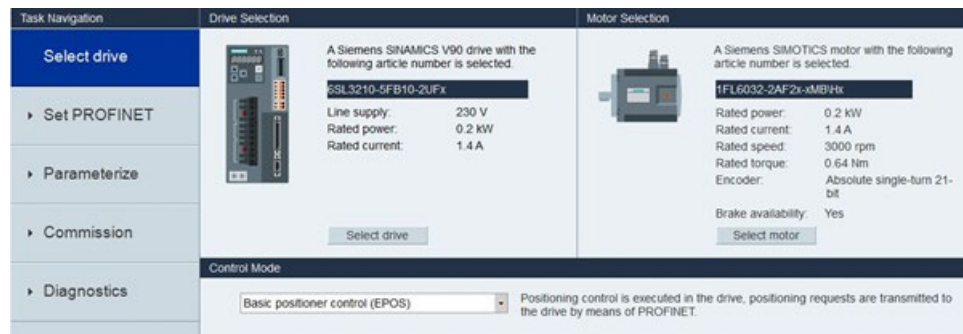 Task Navigation
Select drive
Set PROFINET
Parameterize
Commission
Diagnostics
Drive Selection
A Siemens SINAMICS V90 drive with the
following article number is selected.
6SL3210-5FB10-2UFx
Line supply: 230 V
Rated power: 0.2 kW
Rated current: 1.4 A
Select drive
Motor Selection
A Siemens SIMOTICS motor with the following
article number is selected.
1FL6032-2AF2x-xMB\Hx
Rated power: 0.2 kW
Rated current: 1.4 A
Rated speed: 3000 rpm
Rated torque: 0.64 Nm
Encoder: Absolute single-turn 21-
bit
Brake availability: Yes
Select motor
Control Mode
Basic positioner control (EPOS)
Positioning control is executed in the drive, positioning requests are transmitted to
the drive by means of PROFINET.